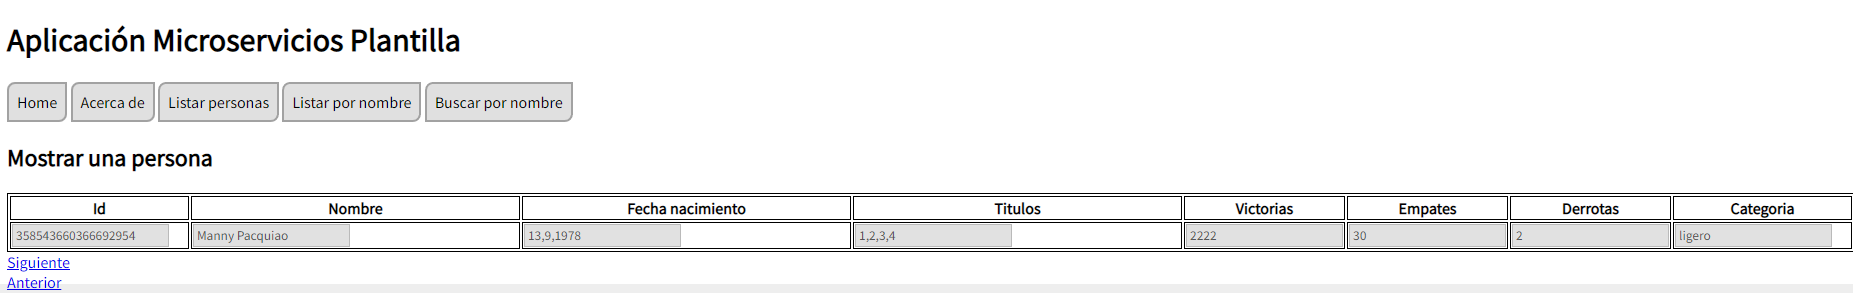 Aplicación Microservicios Plantilla
Home Acerca de Listar personas Listar por nombre Buscar por nombre
Mostrar una persona
Id Nombre Fecha nacimiento Titulos Victorias Empates Derrotas Categoria
358543660366692954 Manny Pacquiao 13,9,1978 1,2,3,4 2222 30 2 ligero
Siguiente
Anterior